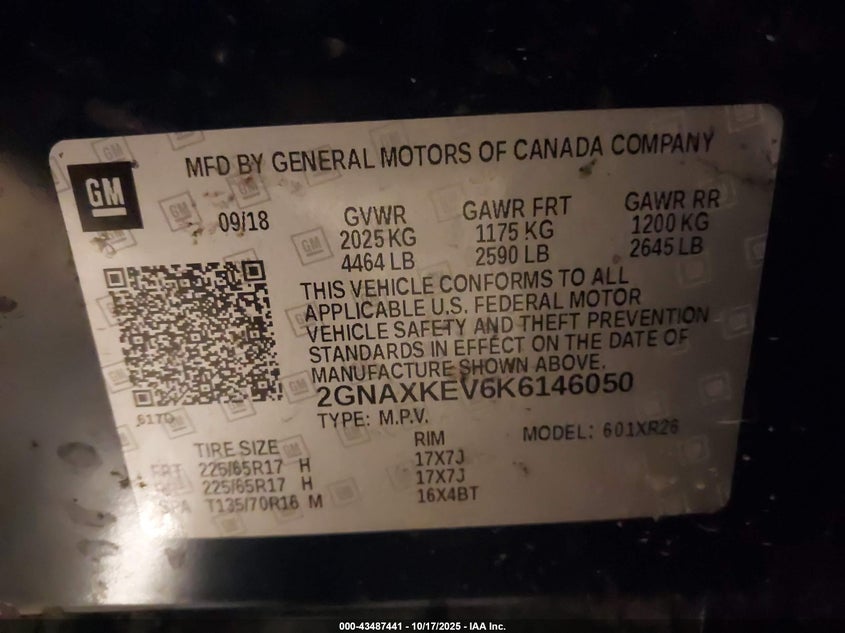 MFD BY GENERAL MOTORS OF CANADA COMPANY
GM
09/18 GVWR GAWR FRT GAWR RR
2025 KG 1175 KG 1200 KG
4464 LB 2590 LB 2645 LB
THIS VEHICLE CONFORMS TO ALL
APPLICABLE U.S. FEDERAL MOTOR
VEHICLE SAFETY AND THEFT PREVENTION
STANDARDS IN EFFECT ON THE DATE OF
MANUFACTURE SHOWN ABOVE.
2GNAXKEV6K6146050
617D
TYPE: M.P.V.
MODEL: 601XR26
TIRE SIZE RIM
FRT 225/65R17 H 17X7J
225/65R17 H 17X7J
SPA T135/70R16 M 16X4BT
000-43487441 | 10/17/2025 - IAA Inc.